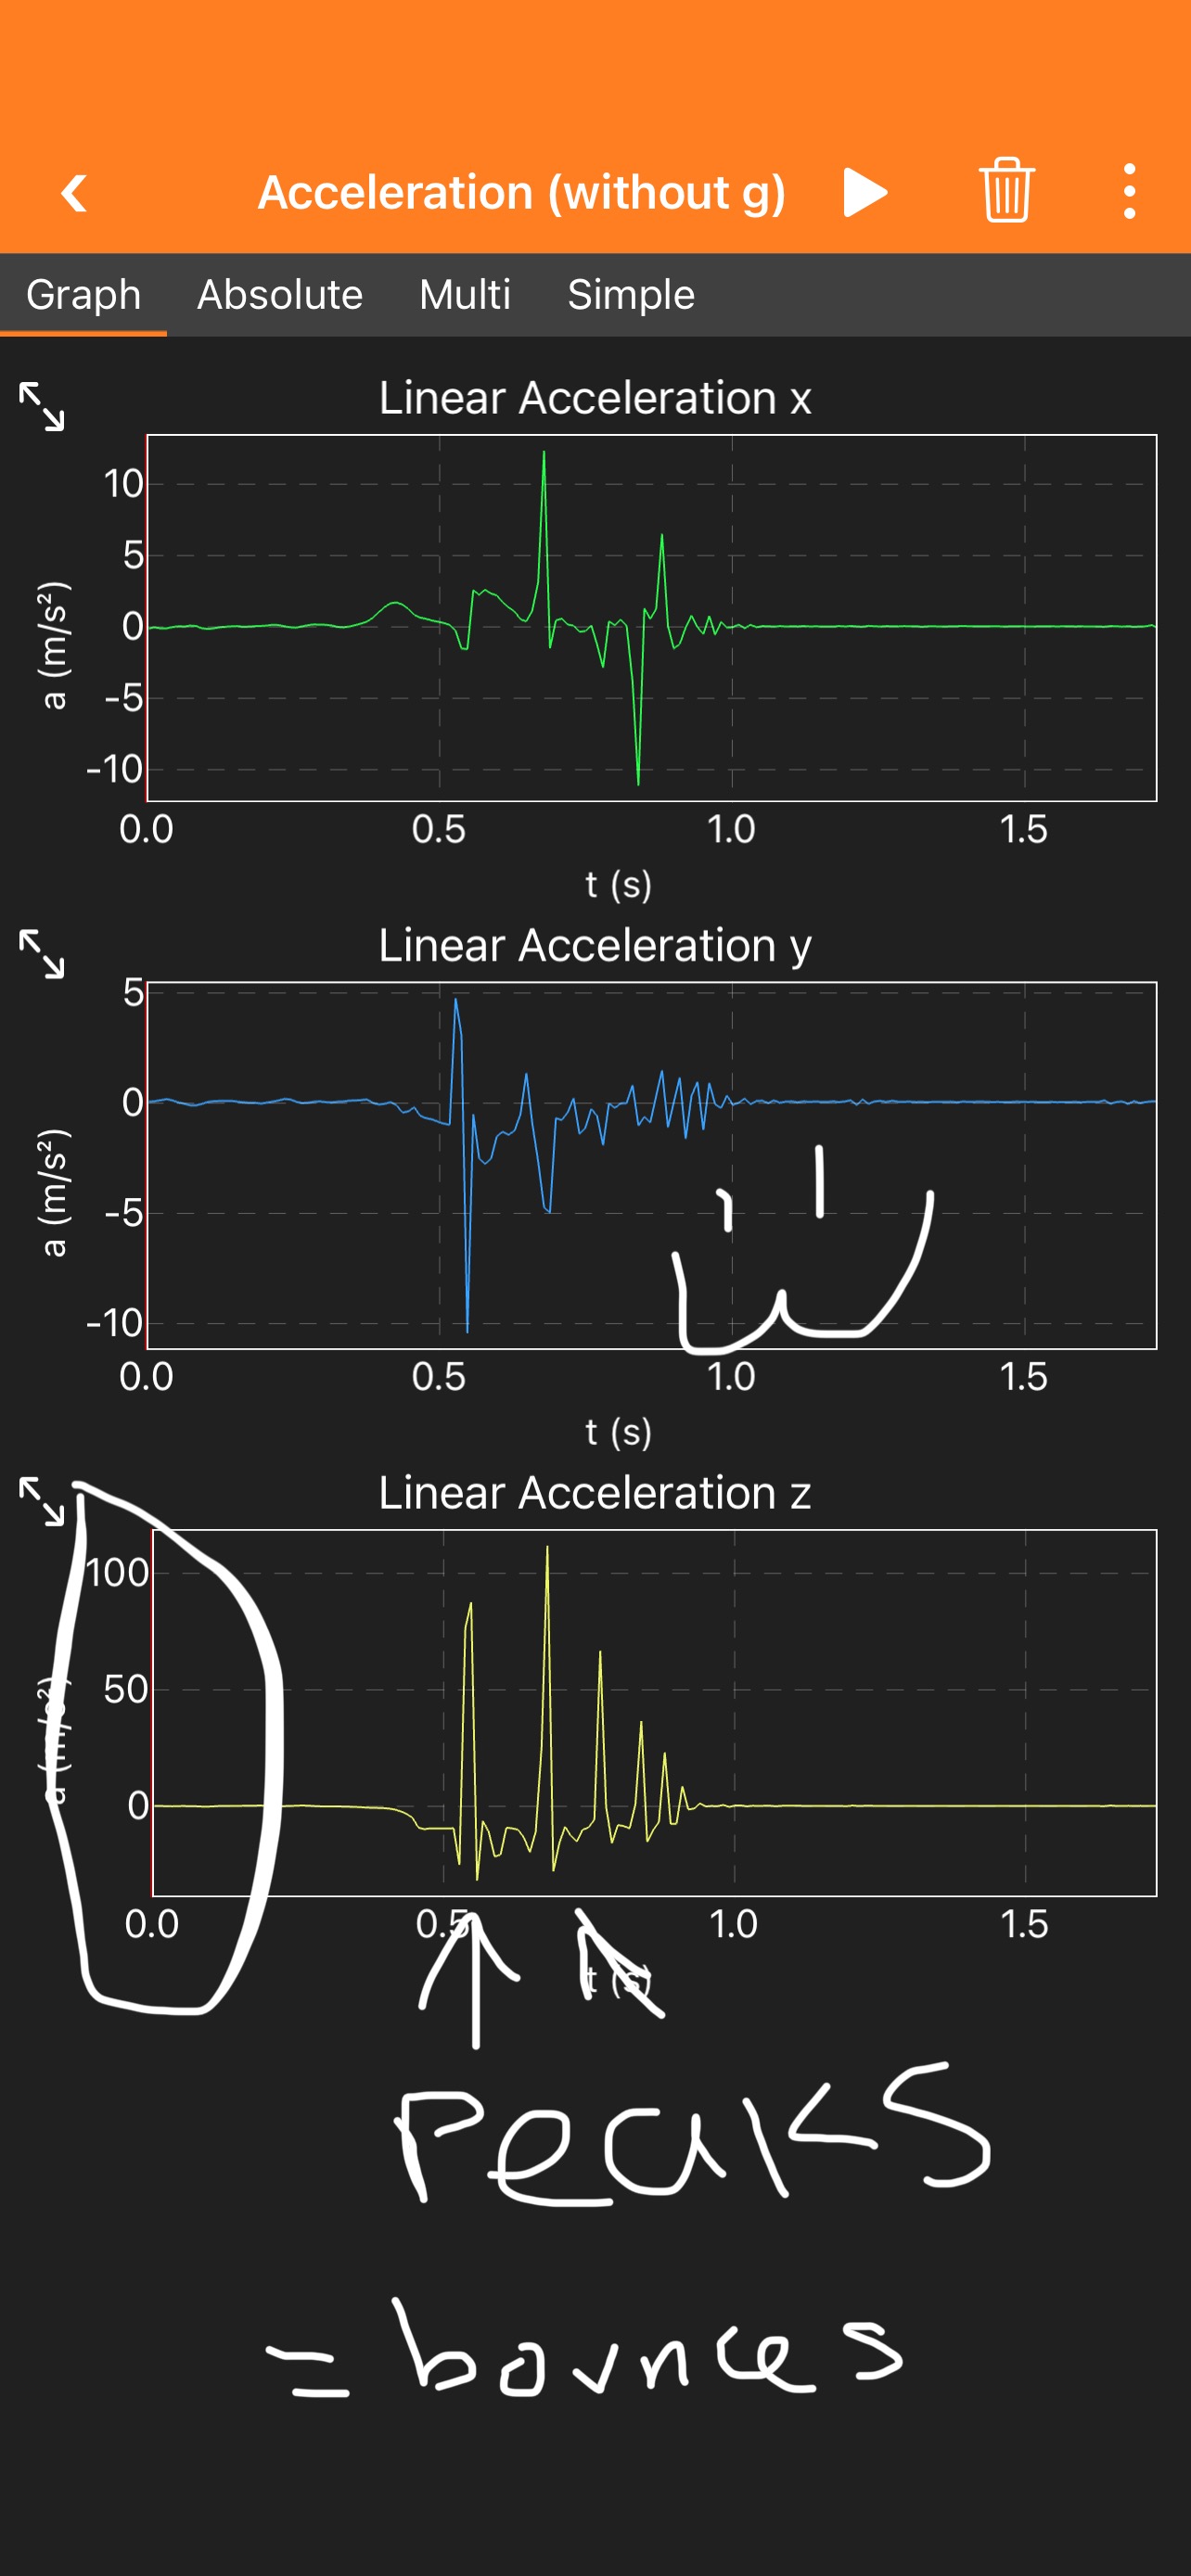 Acceleration (without g)
Graph Absolute Multi Simple
Linear Acceleration x
10
5
0
-5
-10
a (m/s²)
0.0 0.5 1.0 1.5
t (s)
Linear Acceleration y
5
0
-5
-10
a (m/s²)
0.0 0.5 1.0 1.5
t (s)
Linear Acceleration z
100
50
0
a (m/s²)
0.0 0.5 1.0 1.5
t (s)
Peaks
= bounces